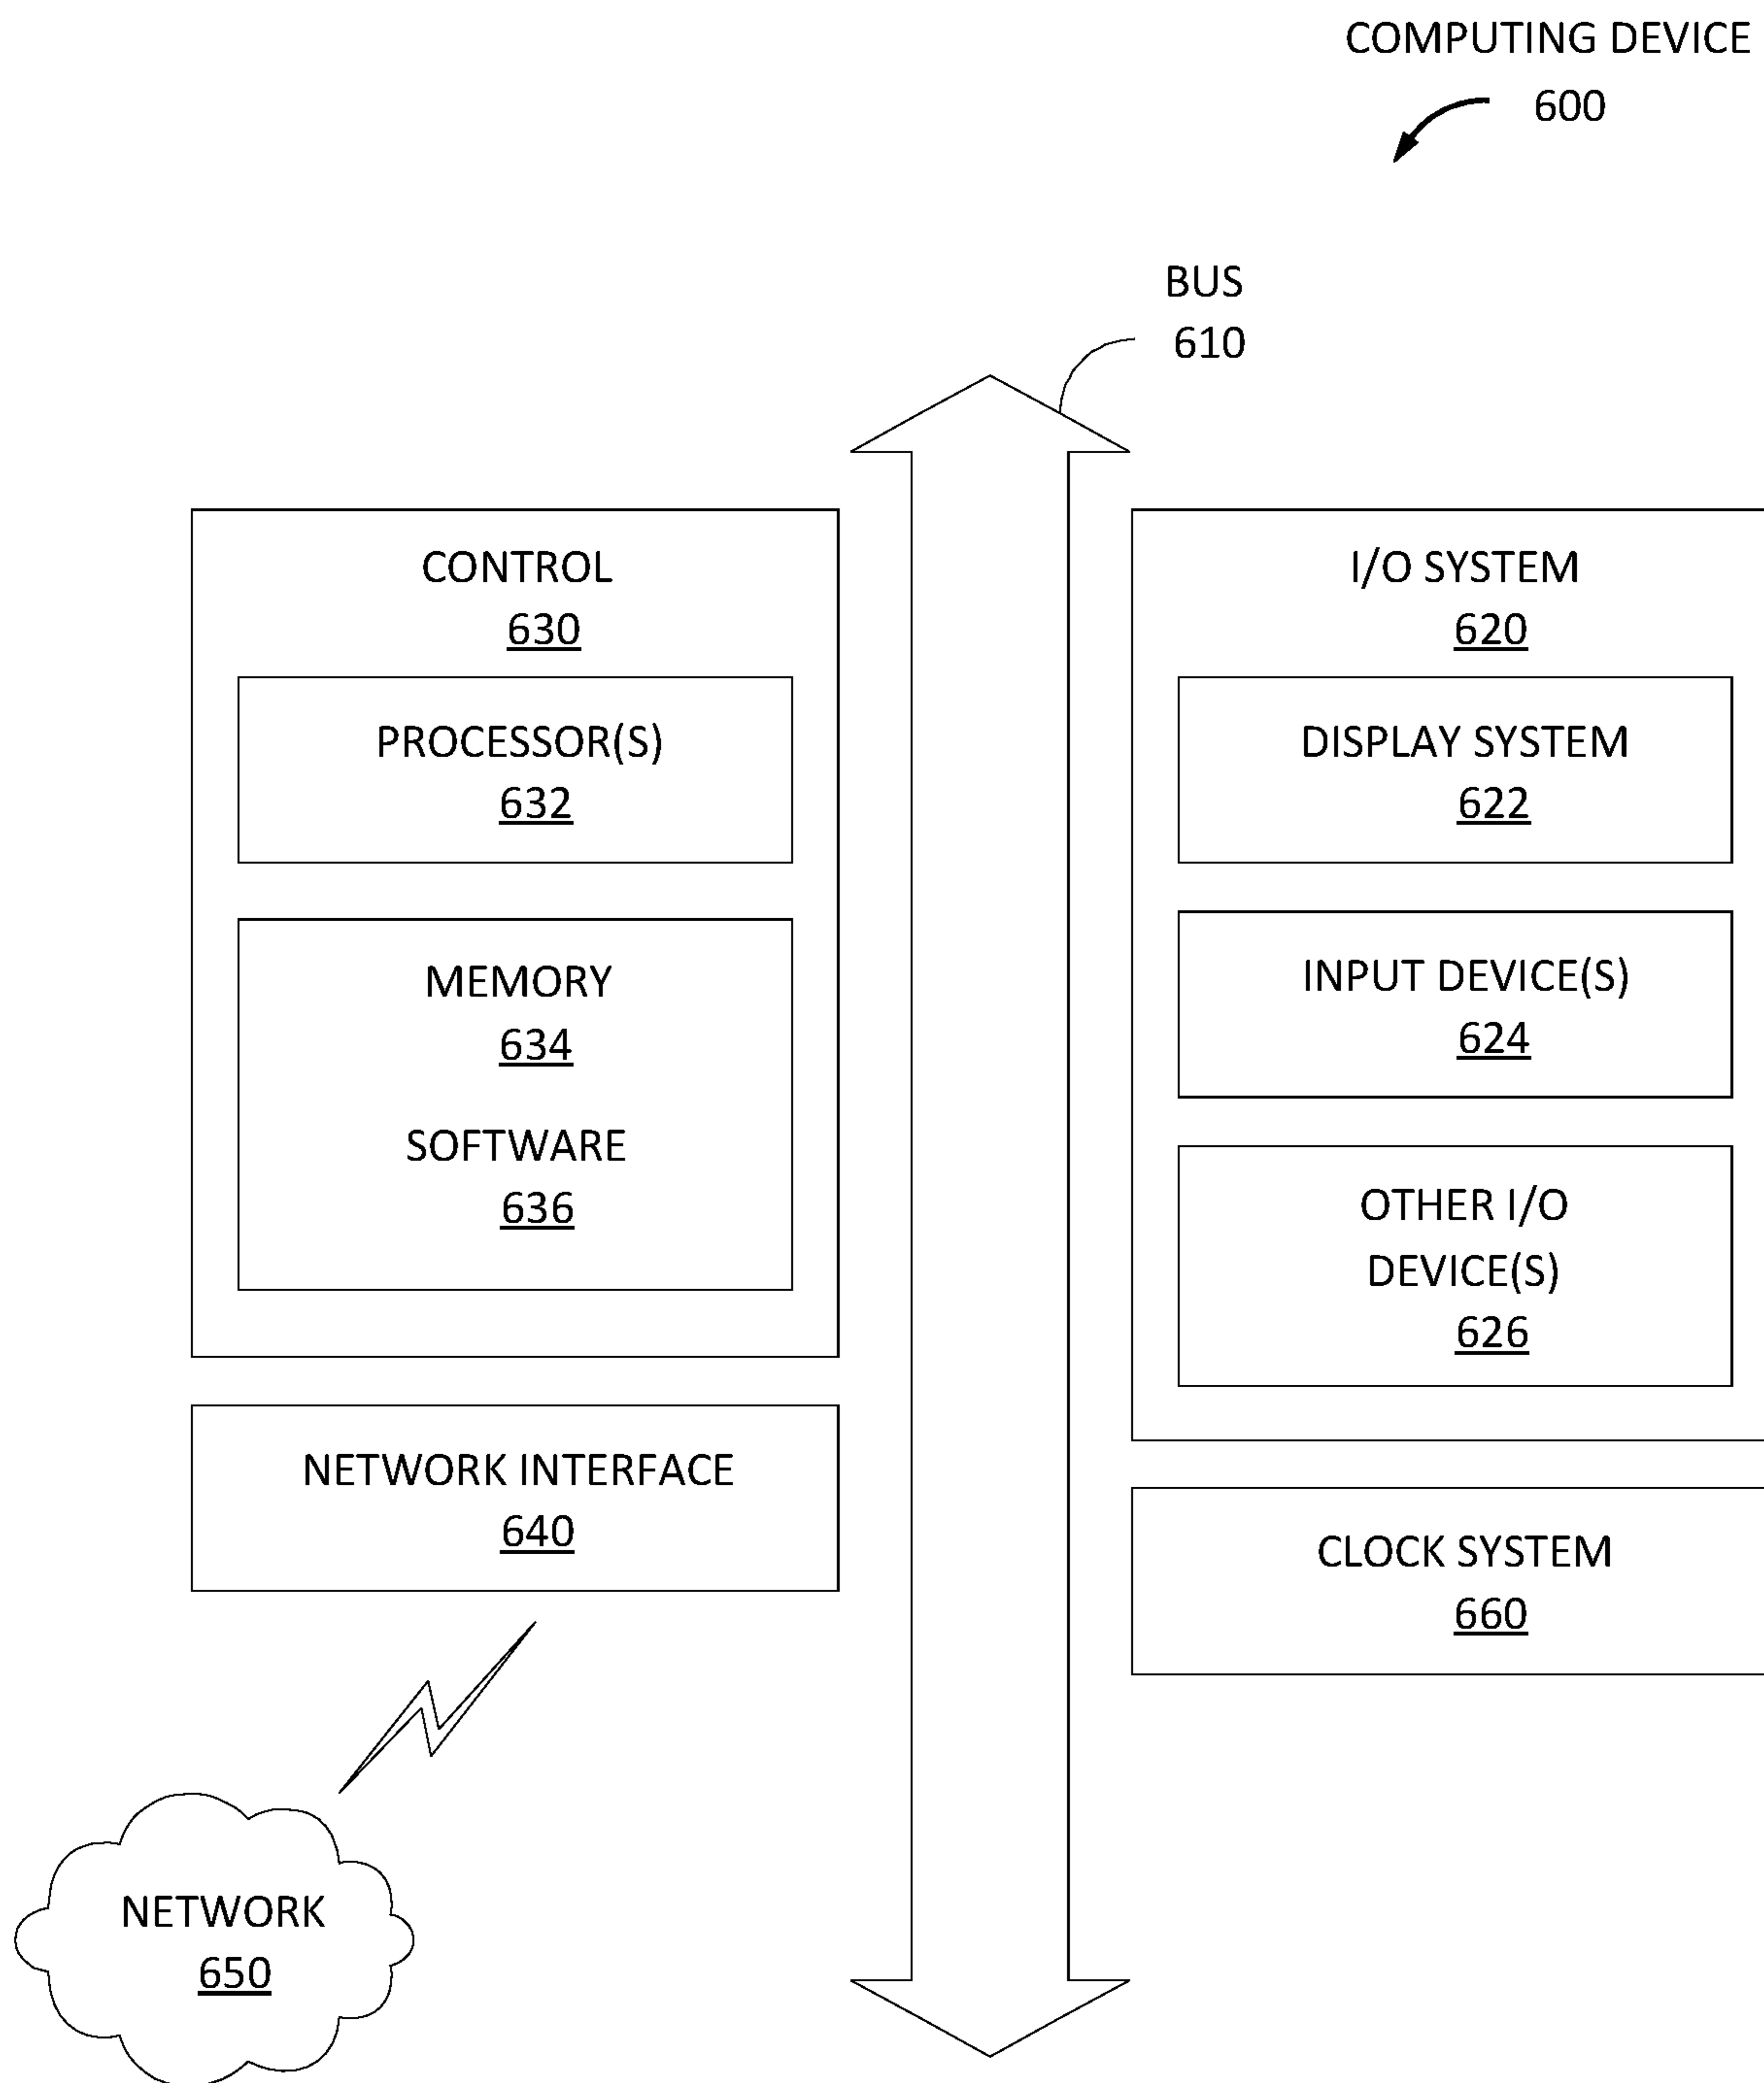 COMPUTING DEVICE
600
BUS
610
CONTROL
630
PROCESSOR(S)
632
MEMORY
634
SOFTWARE
636
NETWORK INTERFACE
640
NETWORK
650
I/O SYSTEM
620
DISPLAY SYSTEM
622
INPUT DEVICE(S)
624
OTHER I/O
DEVICE(S)
626
CLOCK SYSTEM
660